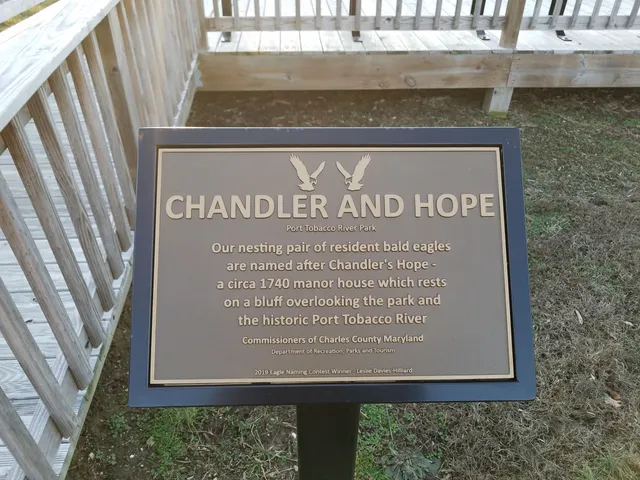 CHANDLER AND HOPE
Port Tobacco River Park
Our nesting pair of resident bald eagles
are named after Chandler's Hope -
a circa 1740 manor house which rests
on a bluff overlooking the park and
the historic Port Tobacco River
Commissioners of Charles County Maryland
Department of Recreation, Parks and Tourism
2019 Eagle Naming Contest Winner - Leslie Davies-Hilliard